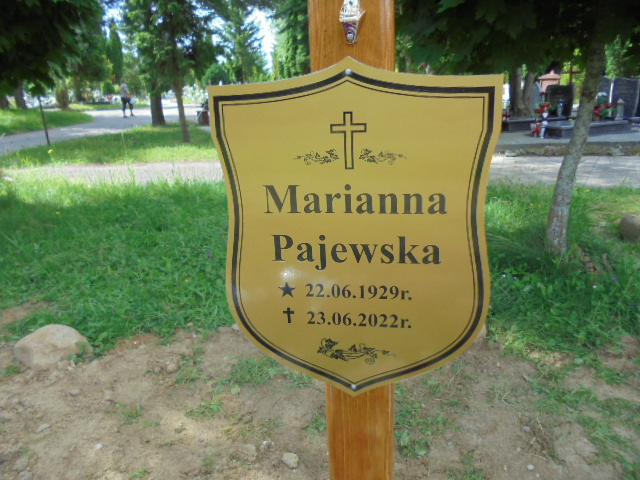 Marianna
Pajewska
★ 22.06.1929r.
✝ 23.06.2022r.